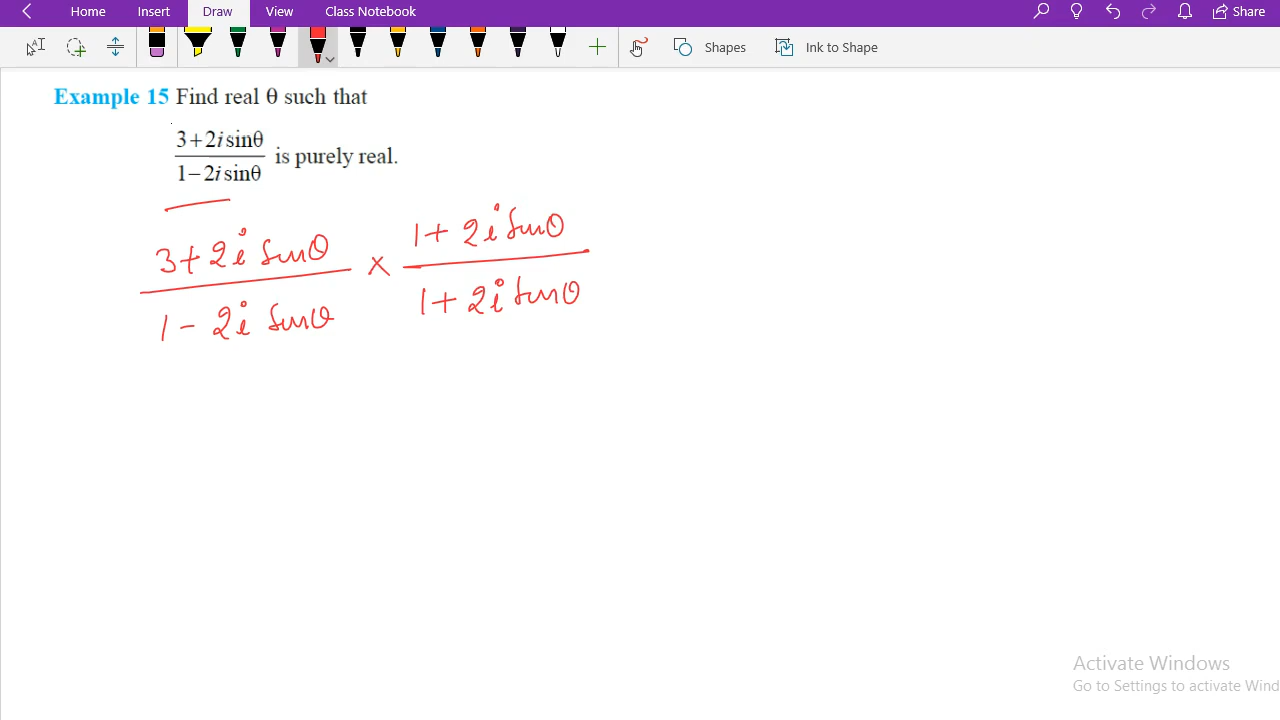 Home Insert Draw View Class Notebook Share
Shapes Ink to Shape
Example 15 Find real θ such that
3+2i sinθ
1−2i sinθ
is purely real.
3+2i sinθ × 1+2i sinθ
1−2i sinθ 1+2i sinθ
Activate Windows
Go to Settings to activate Wind